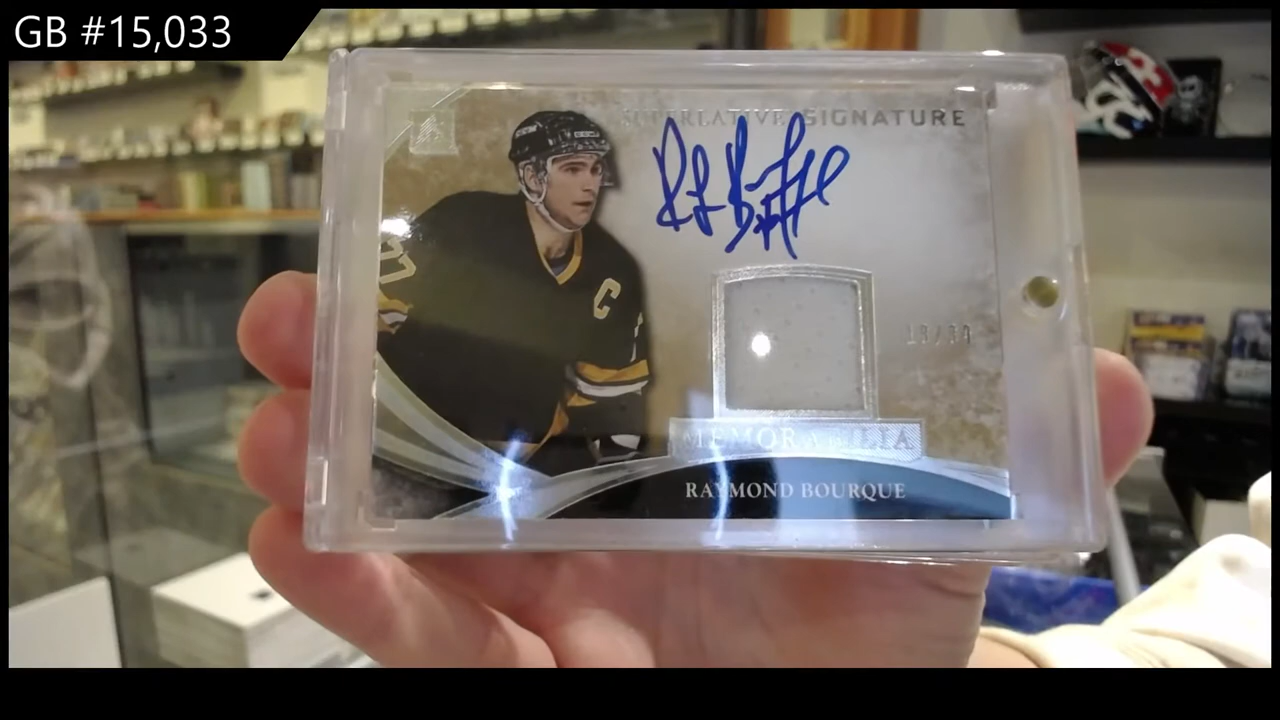 GB #15,033
SUPERLATIVE SIGNATURE
C
MEMORABILIA
RAYMOND BOURQUE